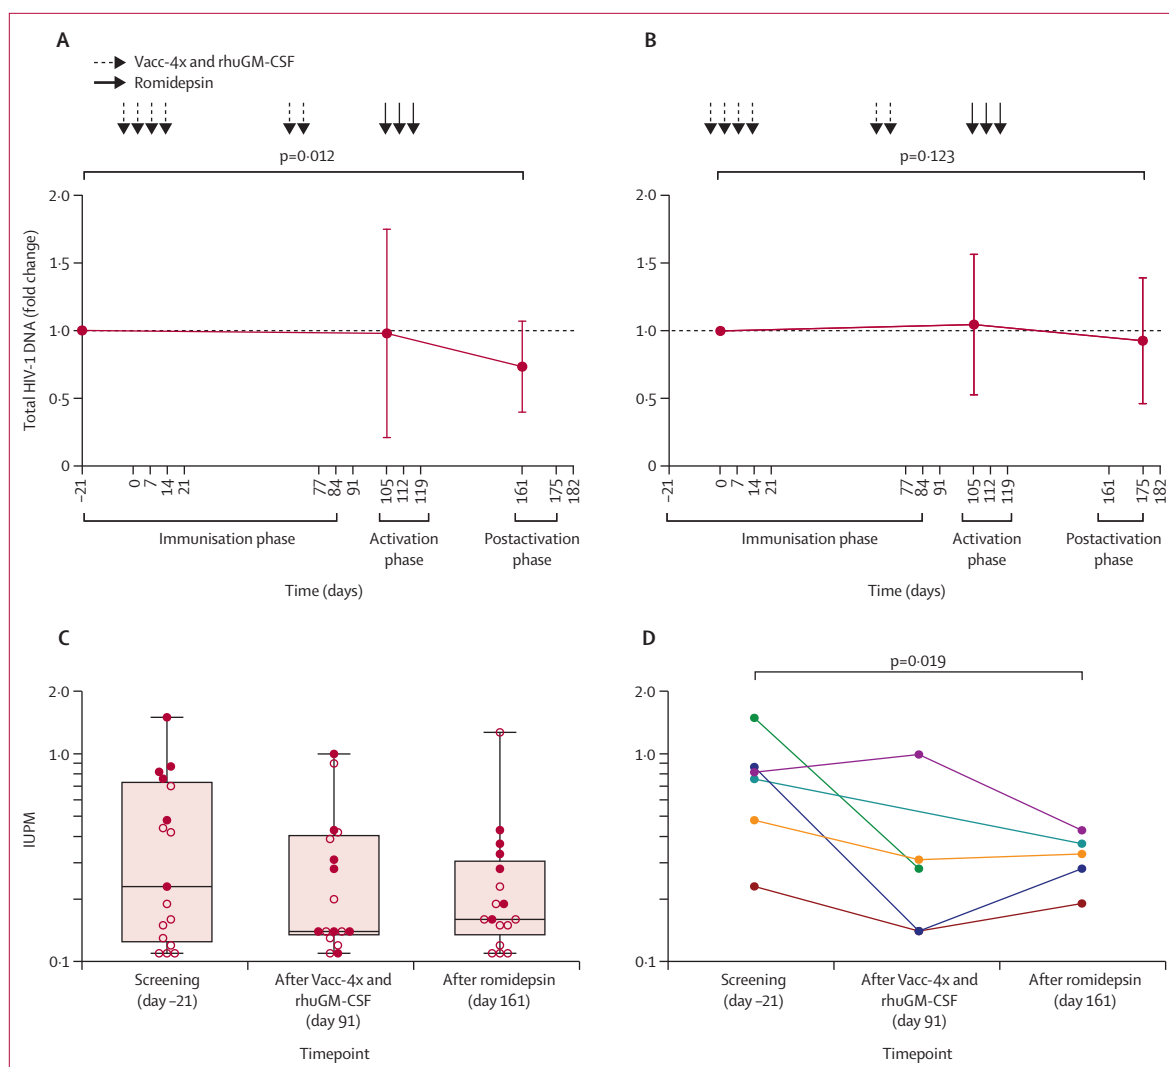 A
Vacc-4x and rhuGM-CSF
Romidepsin
p=0·012
Total HIV-1 DNA (fold change)
2·0
1·5
1·0
0·5
0
–21
0
7
14
21
77
84
91
105
112
119
161
175
182
Immunisation phase
Activation
phase
Postactivation
phase
Time (days)
B
p=0·123
–21
0
7
14
21
77
84
91
105
112
119
161
175
182
2·0
1·5
1·0
0·5
0
Immunisation phase
Activation
phase
Postactivation
phase
Time (days)
C
IUPM
2·0
1·0
0·1
Screening
(day –21)
After Vacc-4x and
rhuGM-CSF
(day 91)
After romidepsin
(day 161)
Timepoint
D
p=0·019
2·0
1·0
0·1
Screening
(day –21)
After Vacc-4x and
rhuGM-CSF
(day 91)
After romidepsin
(day 161)
Timepoint